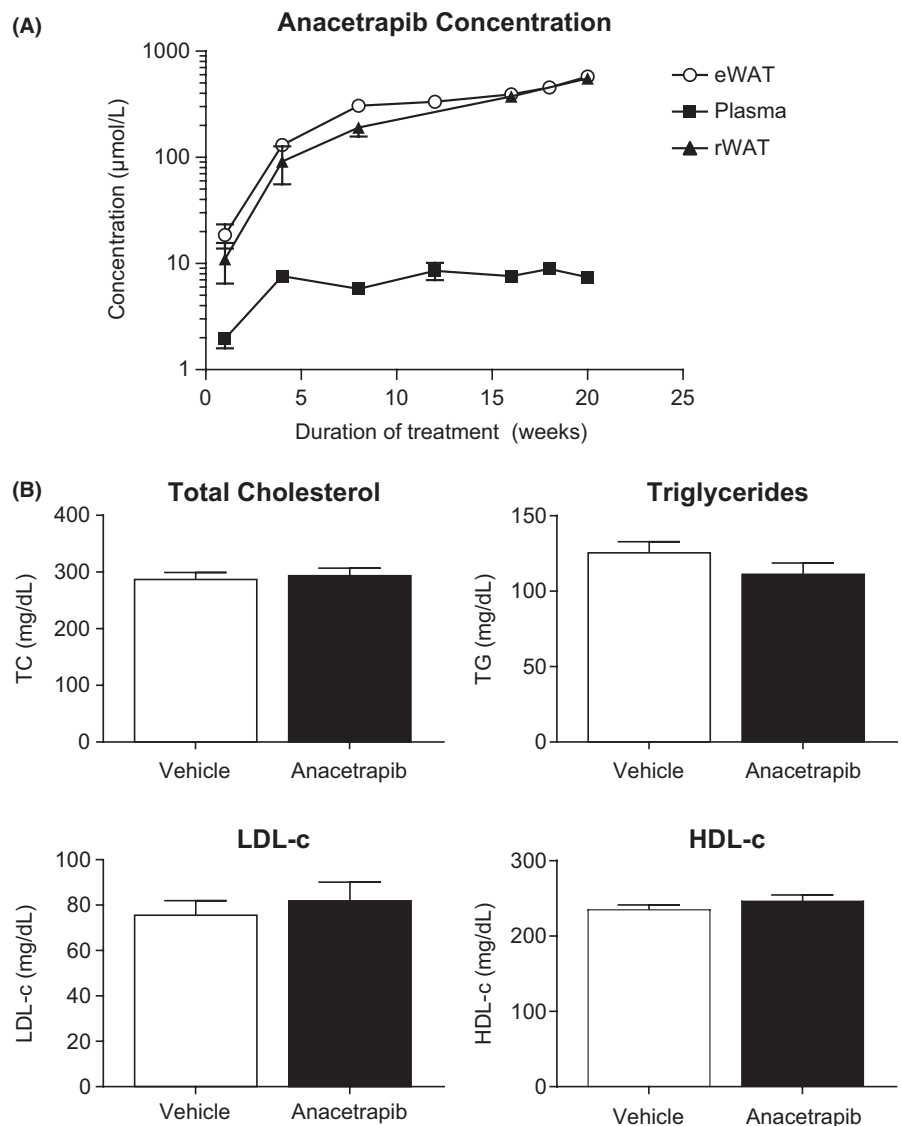 (A)
Anacetrapib Concentration
1000
100
10
1
Concentration (µmol/L)
0 5 10 15 20 25
Duration of treatment (weeks)
eWAT
Plasma
rWAT
(B)
Total Cholesterol
400
300
200
100
0
TC (mg/dL)
Vehicle Anacetrapib
Triglycerides
150
100
50
0
TG (mg/dL)
Vehicle Anacetrapib
LDL-c
100
80
60
40
20
0
LDL-c (mg/dL)
Vehicle Anacetrapib
HDL-c
300
200
100
0
HDL-c (mg/dL)
Vehicle Anacetrapib